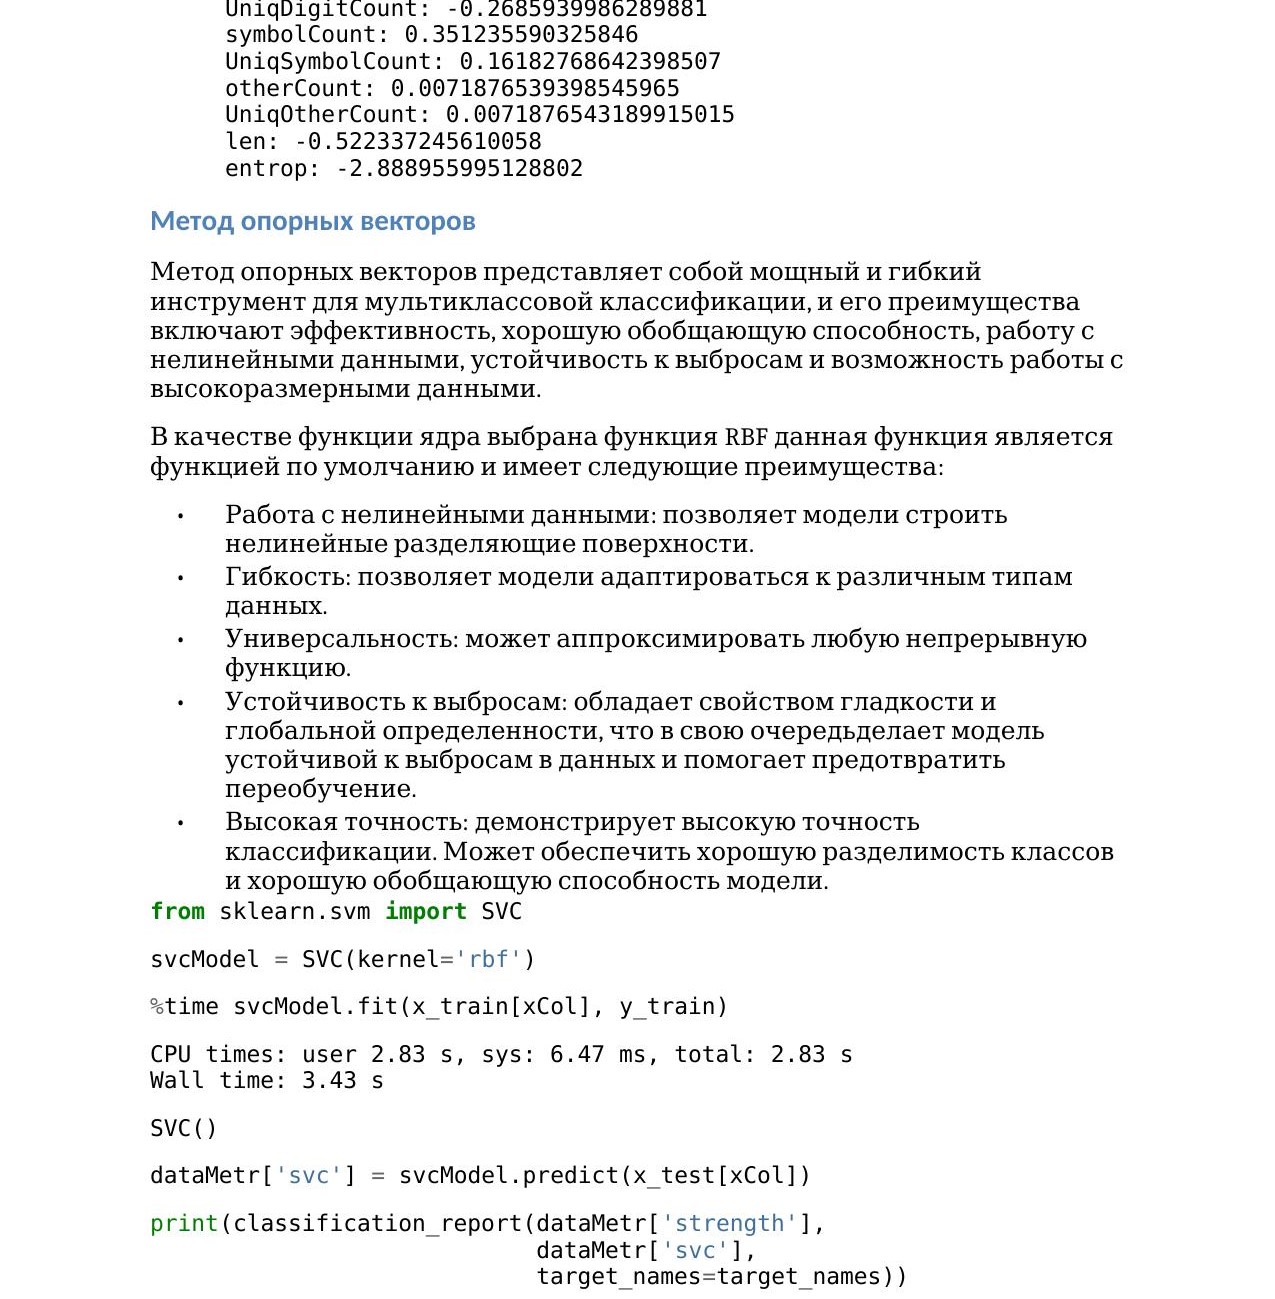 UniqDigitCount: -0.2685939986289881
symbolCount: 0.351235590325846
UniqSymbolCount: 0.16182768642398507
otherCount: 0.0071876539398545965
UniqOtherCount: 0.0071876543189915015
len: -0.522337245610058
entrop: -2.888955995128802
Метод опорных векторов
Метод опорных векторов представляет собой мощный и гибкий
инструмент для мультиклассовой классификации, и его преимущества
включают эффективность, хорошую обобщающую способность, работу с
нелинейными данными, устойчивость к выбросам и возможность работы с
высокоразмерными данными.
В качестве функции ядра выбрана функция RBF данная функция является
функцией по умолчанию и имеет следующие преимущества:
• Работа с нелинейными данными: позволяет модели строить
нелинейные разделяющие поверхности.
• Гибкость: позволяет модели адаптироваться к различным типам
данных.
• Универсальность: может аппроксимировать любую непрерывную
функцию.
• Устойчивость к выбросам: обладает свойством гладкости и
глобальной определенности, что в свою очередьделает модель
устойчивой к выбросам в данных и помогает предотвратить
переобучение.
• Высокая точность: демонстрирует высокую точность
классификации. Может обеспечить хорошую разделимость классов
и хорошую обобщающую способность модели.
from sklearn.svm import SVC
svcModel = SVC(kernel='rbf')
%time svcModel.fit(x_train[xCol], y_train)
CPU times: user 2.83 s, sys: 6.47 ms, total: 2.83 s
Wall time: 3.43 s
SVC()
dataMetr['svc'] = svcModel.predict(x_test[xCol])
print(classification_report(dataMetr['strength'],
dataMetr['svc'],
target_names=target_names))